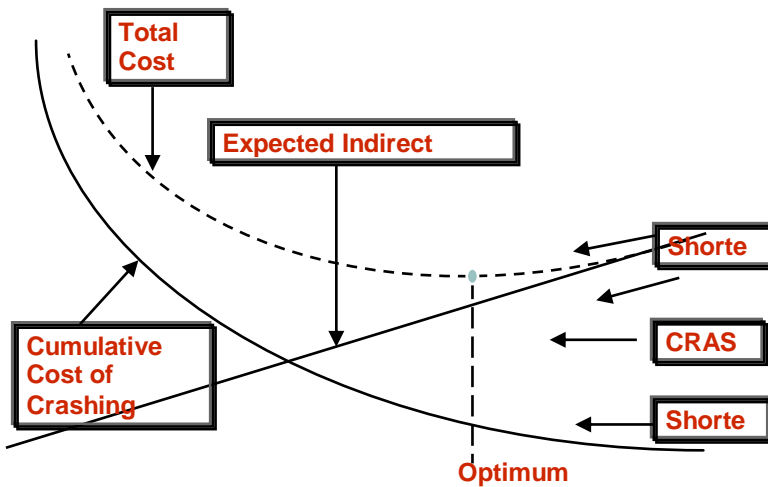 Total
Cost
Expected Indirect
Shorte
Cumulative
Cost of
Crashing
CRAS
Shorte
Optimum